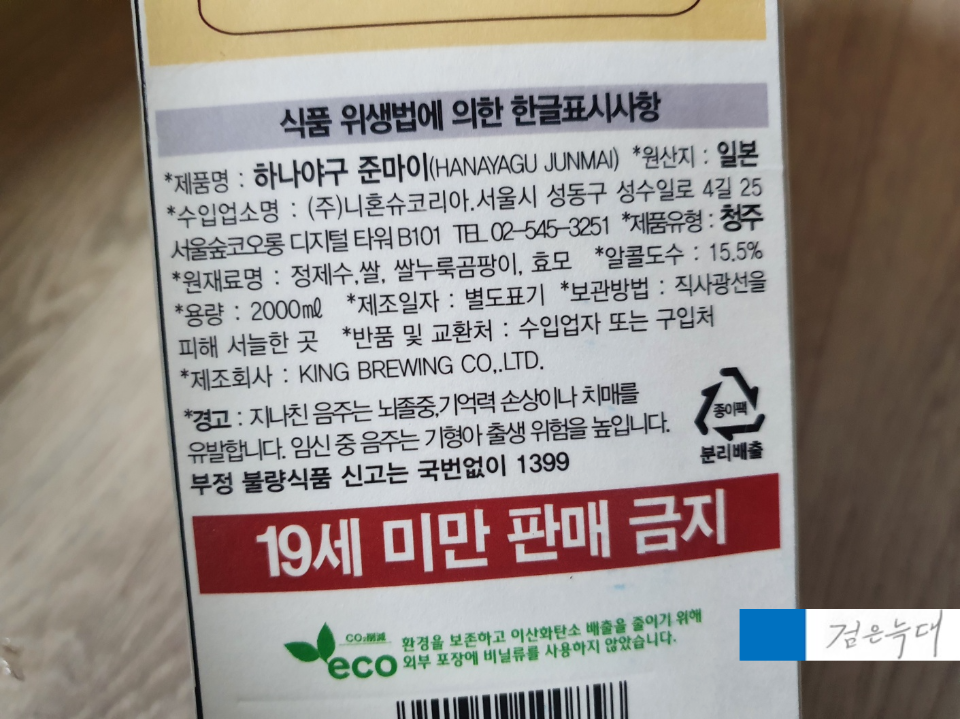 식품 위생법에 의한 한글표시사항
*제품명 : 하나야구 준마이(HANAYAGU JUNMAI) *원산지 : 일본
*수입업소명 : (주)니혼슈코리아.서울시 성동구 성수일로 4길 25
서울숲코오롱 디지털 타워 B101 TEL 02-545-3251 *제품유형 : 청주
*원재료명 : 정제수,쌀, 쌀누룩곰팡이, 효모 *알콜도수 : 15.5%
*용량 : 2000㎖ *제조일자 : 별도표기 *보관방법 : 직사광선을
피해 서늘한 곳 *반품 및 교환처 : 수입업자 또는 구입처
*제조회사 : KING BREWING CO,.LTD.
*경고 : 지나친 음주는 뇌졸중,기억력 손상이나 치매를
유발합니다. 임신 중 음주는 기형아 출생 위험을 높입니다.
부정 불량식품 신고는 국번없이 1399
종이팩
분리배출
19세 미만 판매 금지
CO₂削減
eco
환경을 보존하고 이산화탄소 배출을 줄이기 위해
외부 포장에 비닐류를 사용하지 않았습니다.
검은늑대